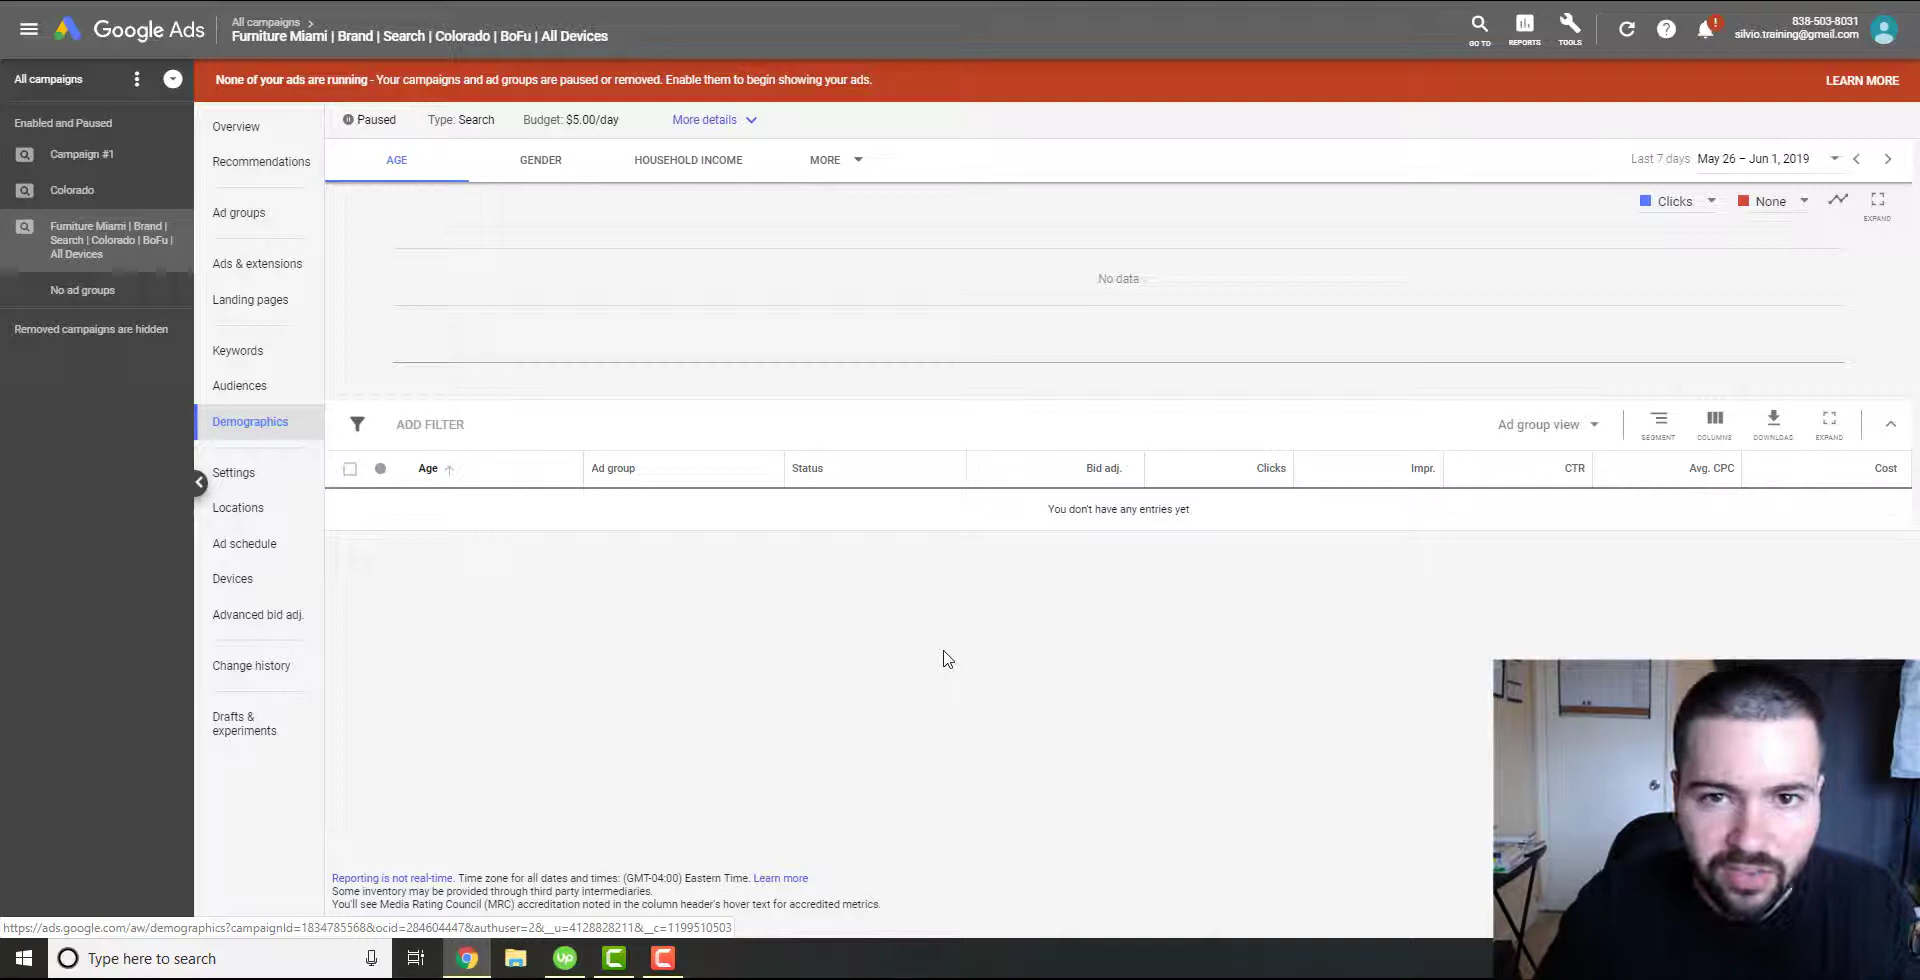 Google Ads
All campaigns >
Furniture Miami | Brand | Search | Colorado | BoFu | All Devices
GO TO
REPORTS
TOOLS
!
838-503-8031
silvio.training@gmail.com
All campaigns
None of your ads are running - Your campaigns and ad groups are paused or removed. Enable them to begin showing your ads.
LEARN MORE
Enabled and Paused
Campaign #1
Colorado
Furniture Miami | Brand |
Search | Colorado | BoFu |
All Devices
No ad groups
Removed campaigns are hidden
Overview
Recommendations
Ad groups
Ads & extensions
Landing pages
Keywords
Audiences
Demographics
Settings
Locations
Ad schedule
Devices
Advanced bid adj.
Change history
Drafts &
experiments
Paused
Type: Search
Budget: $5.00/day
More details
AGE
GENDER
HOUSEHOLD INCOME
MORE
Last 7 days
May 26 – Jun 1, 2019
Clicks
None
EXPAND
No data
ADD FILTER
Ad group view
SEGMENT
COLUMNS
DOWNLOAD
EXPAND
Age
Ad group
Status
Bid adj.
Clicks
Impr.
CTR
Avg. CPC
Cost
You don't have any entries yet
Reporting is not real-time. Time zone for all dates and times: (GMT-04:00) Eastern Time. Learn more
Some inventory may be provided through third party intermediaries.
You'll see Media Rating Council (MRC) accreditation noted in the column header's hover text for accredited metrics.
https://ads.google.com/aw/demographics?campaignId=1834785568&ocid=284604447&authuser=2&__u=4128828211&__c=1199510503
Type here to search
Up
C
C